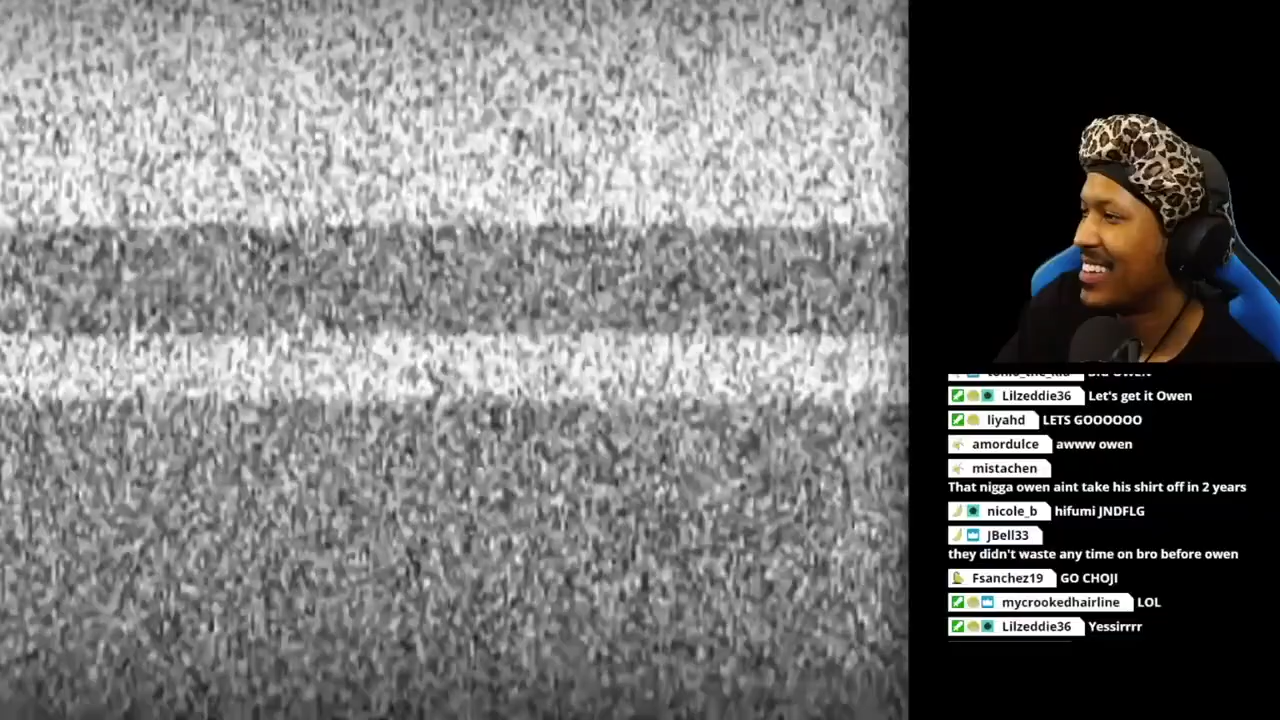 Lilzeddie36 Let's get it Owen
liyahd LETS GOOOOOO
amordulce awww owen
mistachen
That nigga owen aint take his shirt off in 2 years
nicole_b hifumi JNDFLG
JBell33
they didn't waste any time on bro before owen
Fsanchez19 GO CHOJI
mycrookedhairline LOL
Lilzeddie36 Yessirrrr